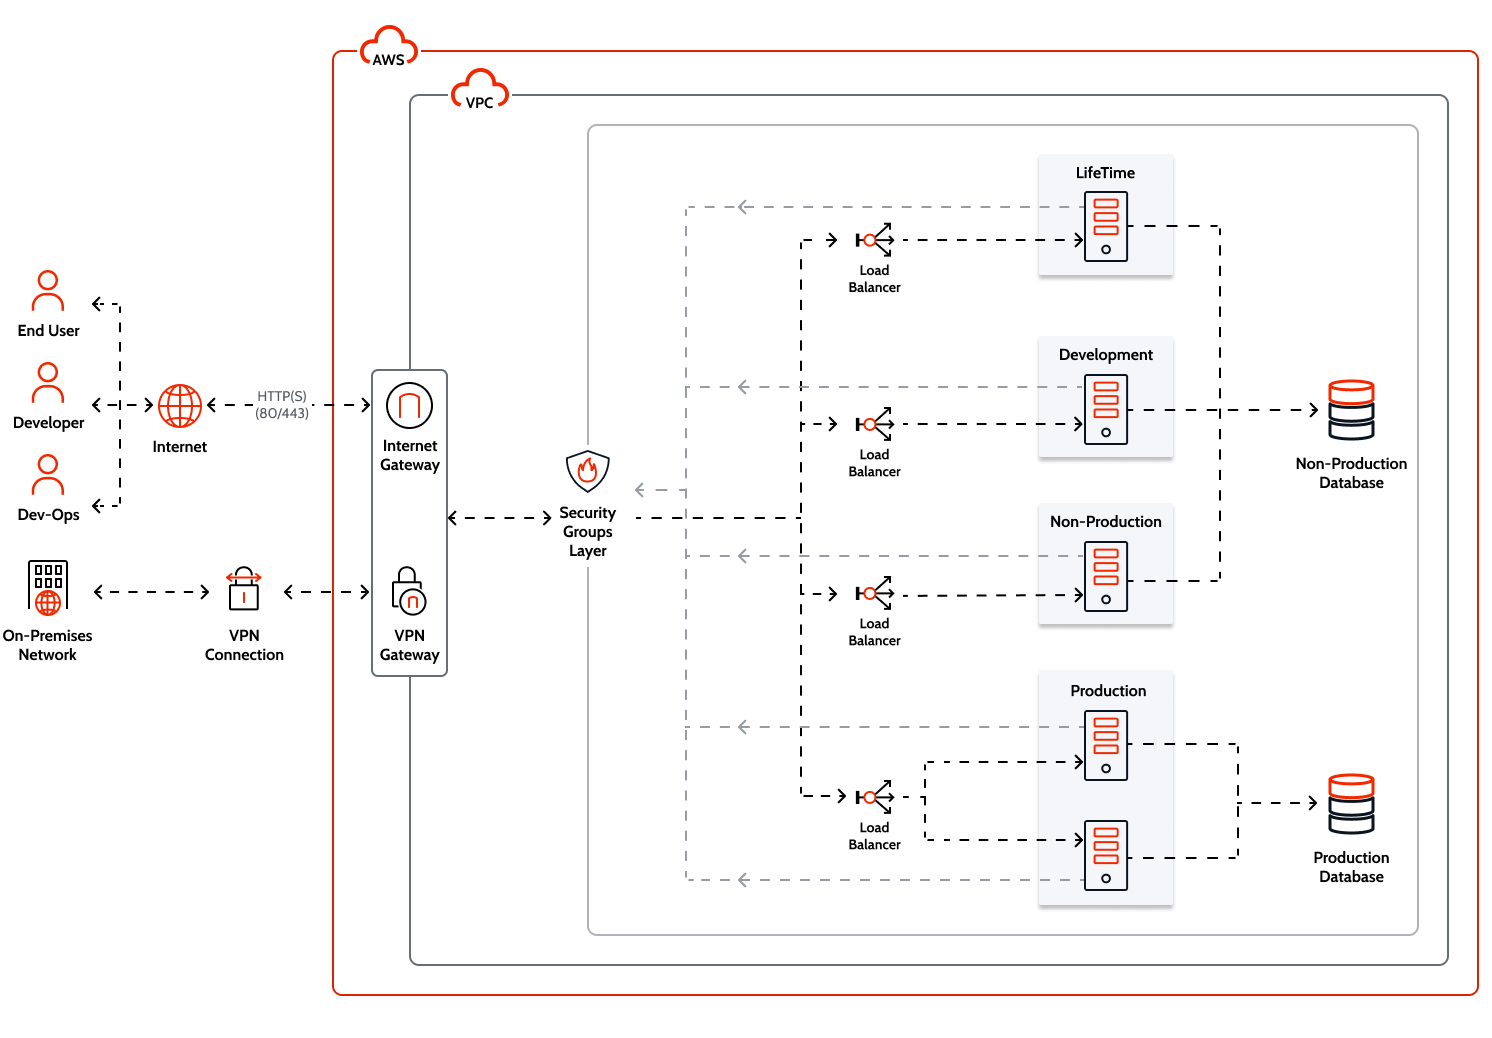 AWS
VPC
LifeTime
Load
Balancer
End User
Development
HTTP(S)
(80/443)
Developer
Internet
Internet
Gateway
Load
Balancer
Non-Production
Database
Dev-Ops
Security
Groups
Layer
Non-Production
On-Premises
Network
VPN
Connection
VPN
Gateway
Load
Balancer
Production
Load
Balancer
Production
Database